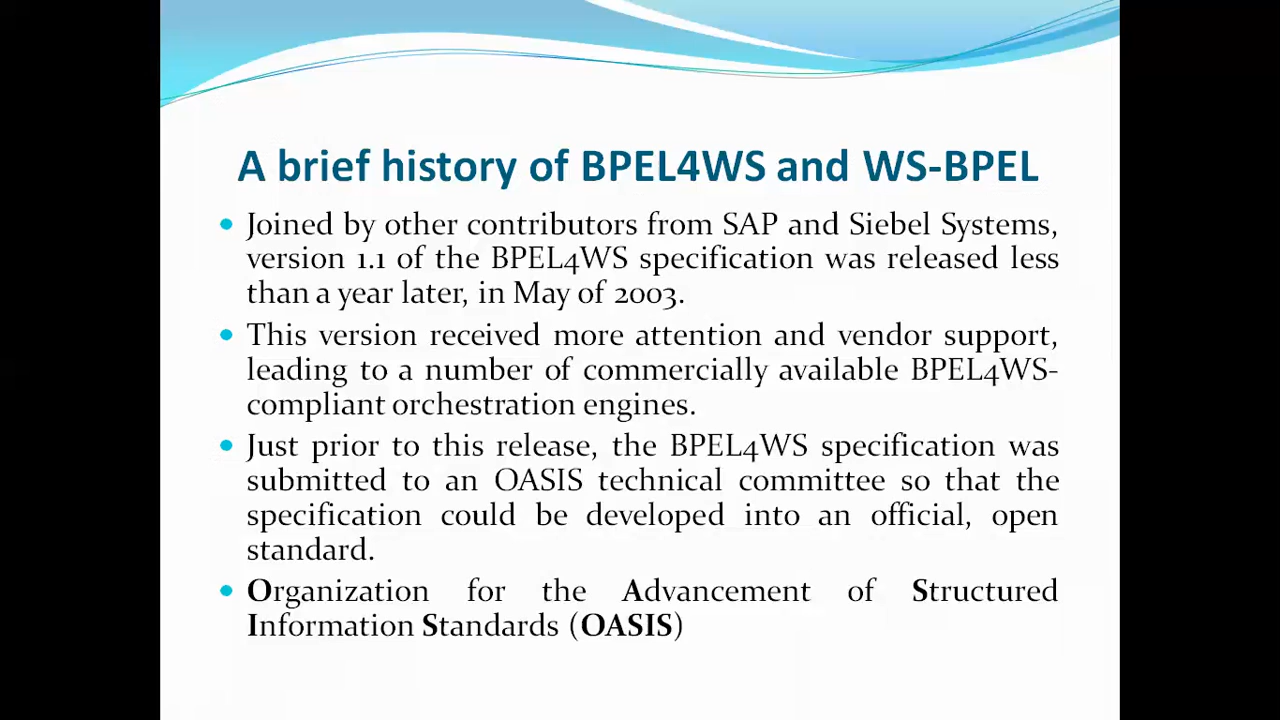 A brief history of BPEL4WS and WS-BPEL
• Joined by other contributors from SAP and Siebel Systems,
version 1.1 of the BPEL4WS specification was released less
than a year later, in May of 2003.
• This version received more attention and vendor support,
leading to a number of commercially available BPEL4WS-
compliant orchestration engines.
• Just prior to this release, the BPEL4WS specification was
submitted to an OASIS technical committee so that the
specification could be developed into an official, open
standard.
• Organization for the Advancement of Structured
Information Standards (OASIS)